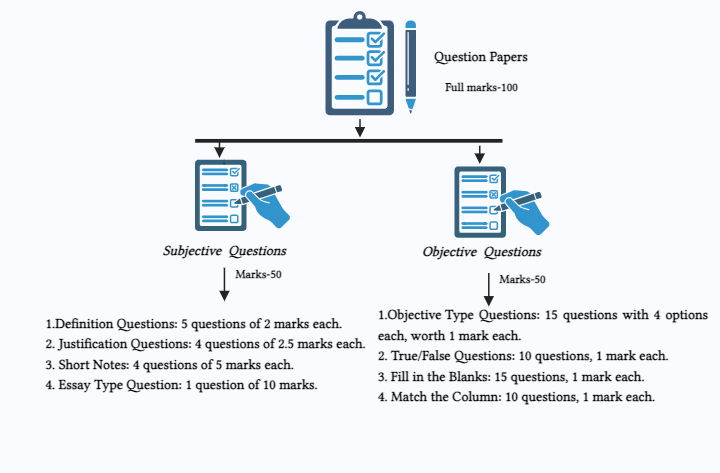 Question Papers
Full marks-100
Subjective Questions
Marks-50
1.Definition Questions: 5 questions of 2 marks each.
2. Justification Questions: 4 questions of 2.5 marks each.
3. Short Notes: 4 questions of 5 marks each.
4. Essay Type Question: 1 question of 10 marks.
Objective Questions
Marks-50
1.Objective Type Questions: 15 questions with 4 options
each, worth 1 mark each.
2. True/False Questions: 10 questions, 1 mark each.
3. Fill in the Blanks: 15 questions, 1 mark each.
4. Match the Column: 10 questions, 1 mark each.